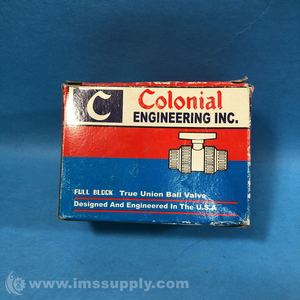 C
Colonial
ENGINEERING INC.
FULL BLOCK True Union Ball Valve
Designed And Engineered In The U.S.A
© www.imssupply.com